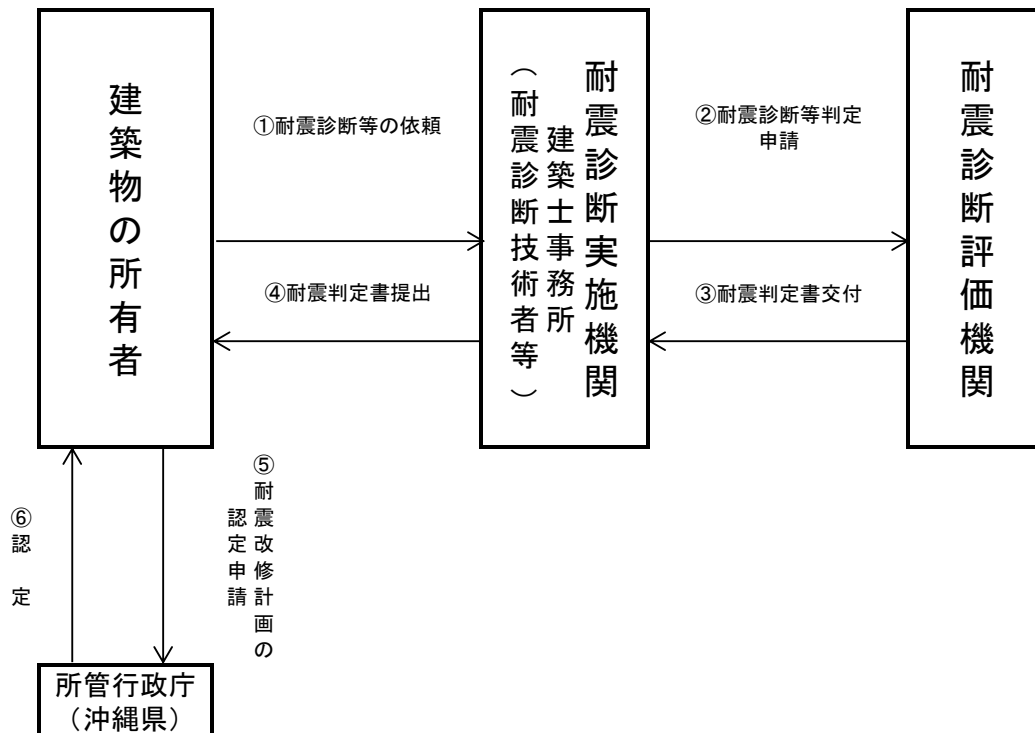 建築物の所有者
①耐震診断等の依頼
④耐震判定書提出
耐震診断実施機関
建築士事務所
（耐震診断技術者等）
②耐震診断等判定
申請
③耐震判定書交付
耐震診断評価機関
⑥認　定
⑤耐震改修計画の
認定申請
所管行政庁
（沖縄県）